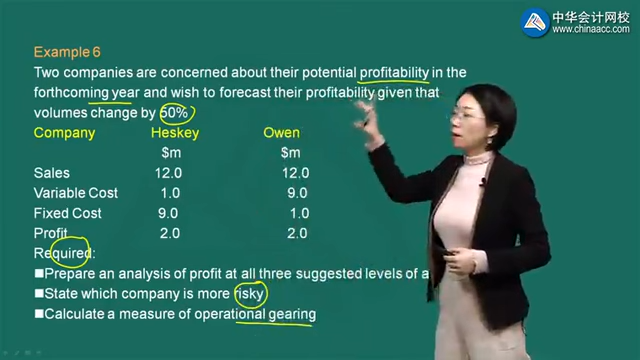 中华会计网校
www.chinaacc.com
Example 6
Two companies are concerned about their potential profitability in the
forthcoming year and wish to forecast their profitability given that
volumes change by 50%
Company Heskey Owen
$m $m
Sales 12.0 12.0
Variable Cost 1.0 9.0
Fixed Cost 9.0 1.0
Profit 2.0 2.0
Required:
■Prepare an analysis of profit at all three suggested levels of a
■State which company is more risky
■Calculate a measure of operational gearing